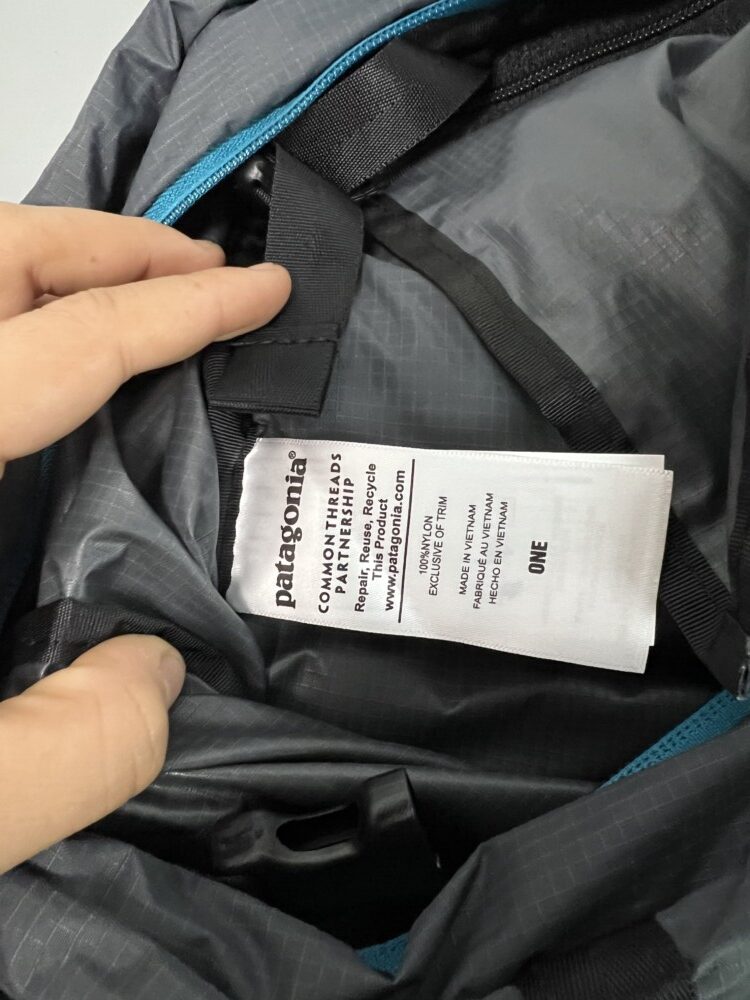 patagonia®
COMMON THREADS
PARTNERSHIP
Repair, Reuse, Recycle
This Product
www.patagonia.com
100%NYLON
EXCLUSIVE OF TRIM
MADE IN VIETNAM
FABRIQUÉ AU VIETNAM
HECHO EN VIETNAM
ONE